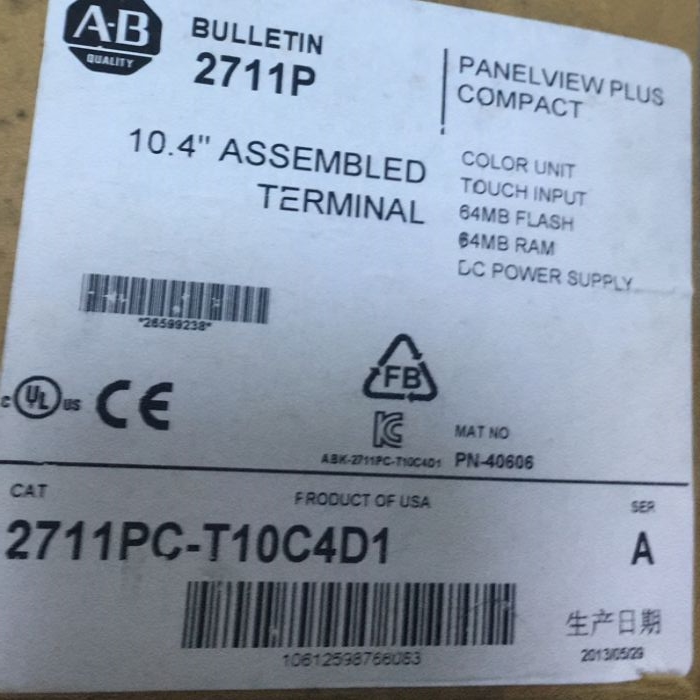 A-B
QUALITY
BULLETIN
2711P
PANELVIEW PLUS
COMPACT
10.4" ASSEMBLED
TERMINAL
COLOR UNIT
TOUCH INPUT
64MB FLASH
64MB RAM
DC POWER SUPPLY
*26599238*
C UL US CE
FB
KC
MAT NO
ABK-2711PC-T10C4D1 PN-40606
CAT
PRODUCT OF USA
SER
2711PC-T10C4D1
A
生产日期
10612598766083
2013/05/29